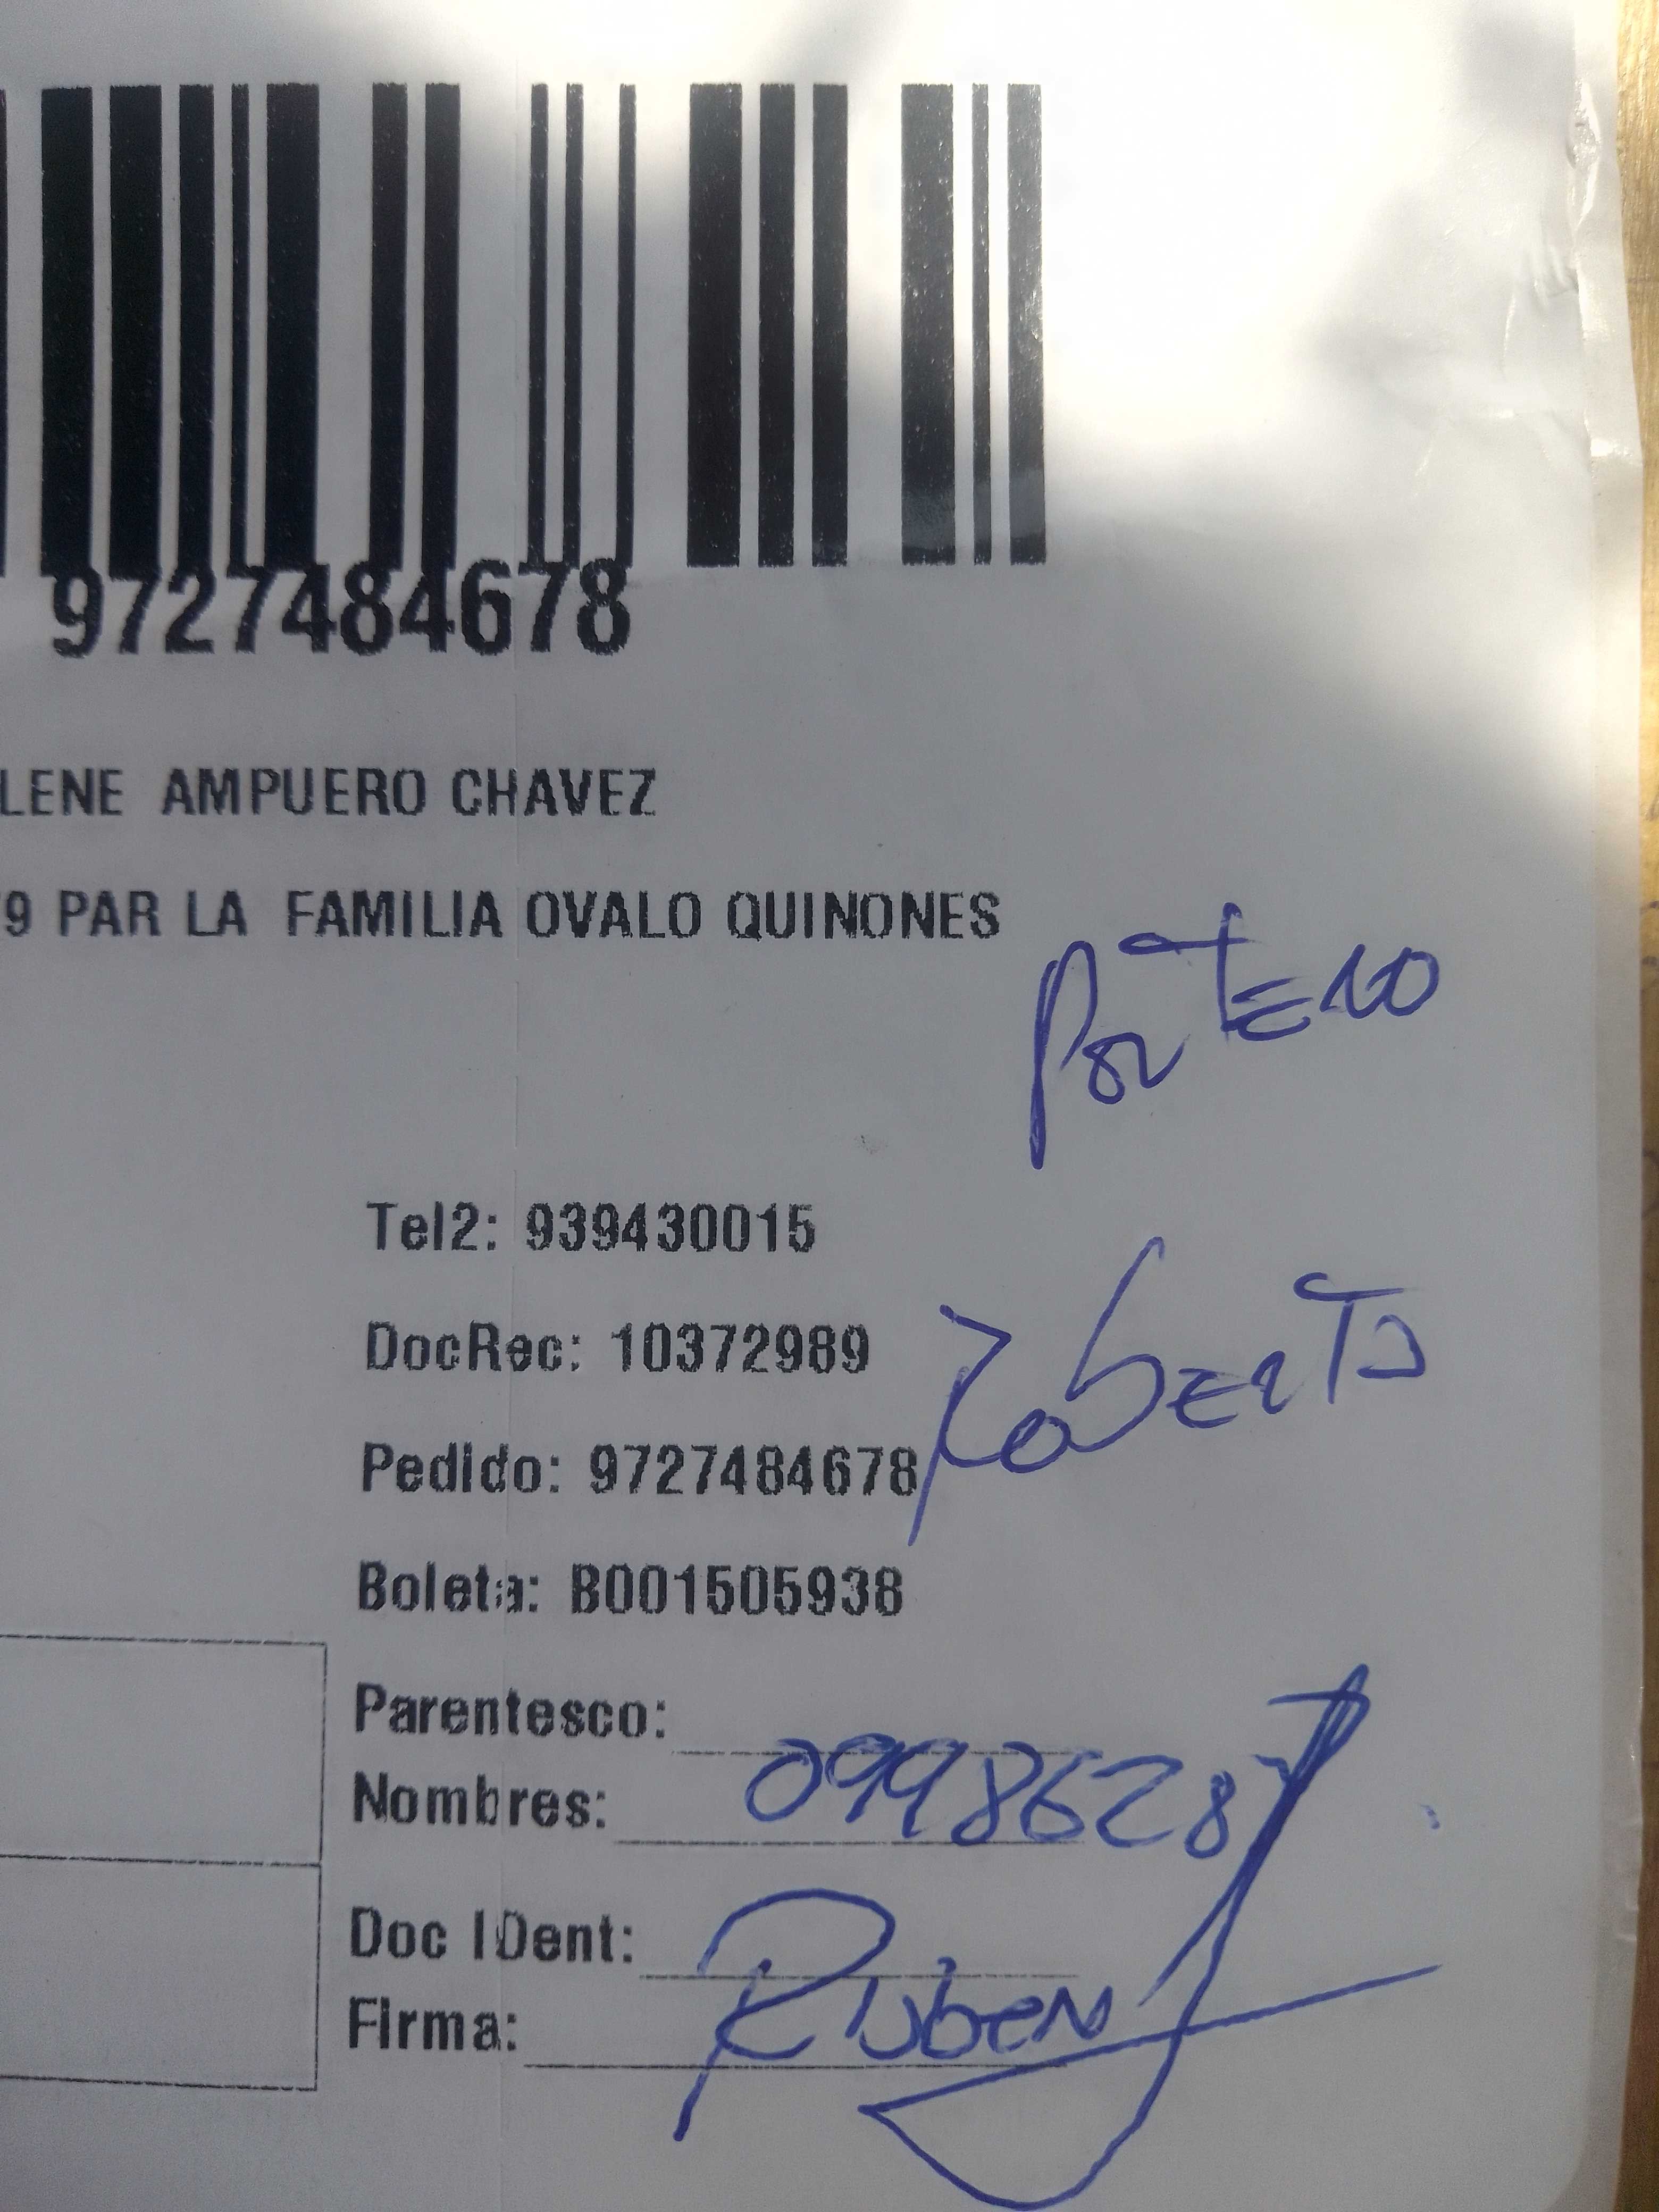 9727484678
LENE AMPUERO CHAVEZ
9 PAR LA FAMILIA OVALO QUINONES
PORTERO
Tel2: 939430015
DocRec: 10372989
Roberto
Pedido: 9727484678
Boleta: B001505938
Parentesco:
Nombres: 0998628
Doc IDent:
Firma: Ruben